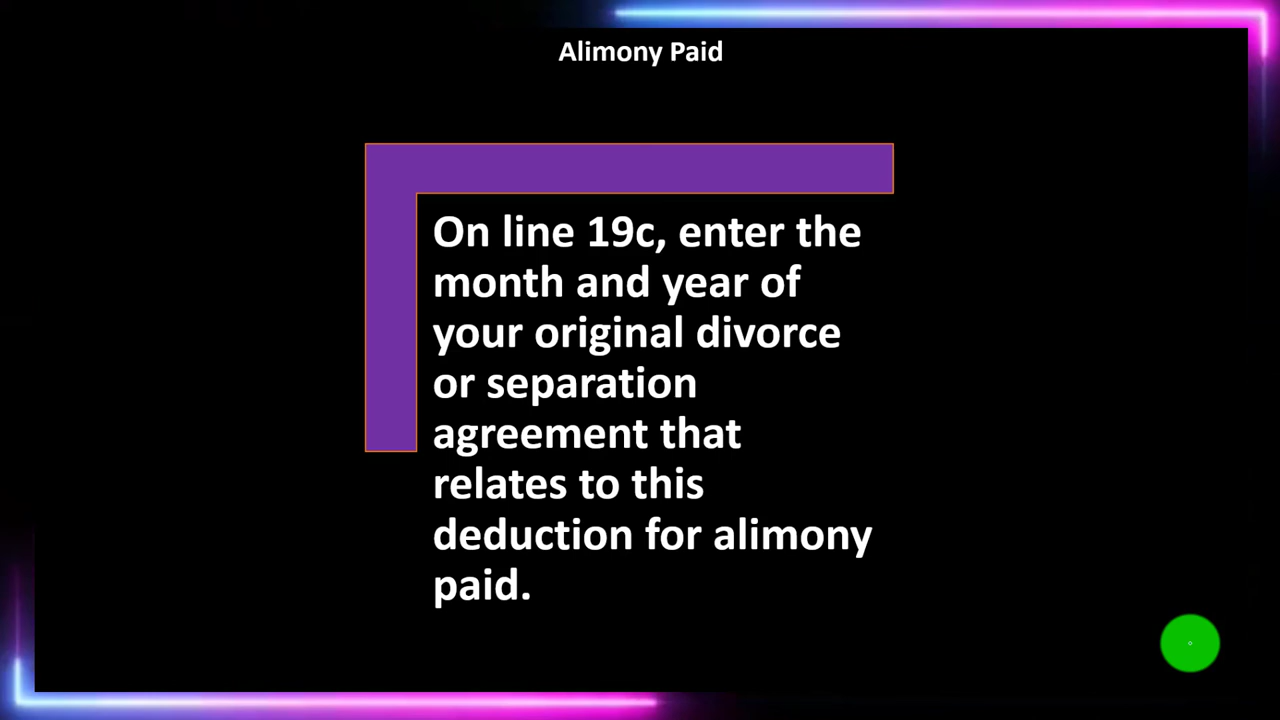 Alimony Paid
On line 19c, enter the
month and year of
your original divorce
or separation
agreement that
relates to this
deduction for alimony
paid.